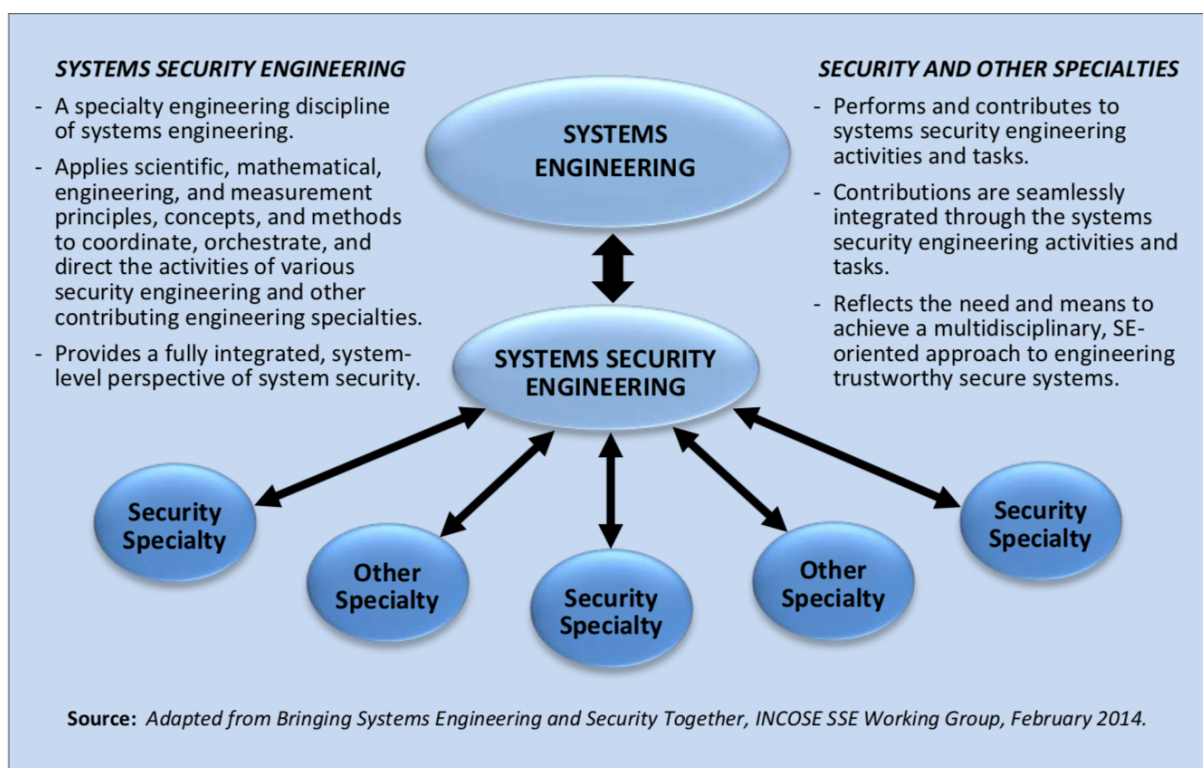 SYSTEMS SECURITY ENGINEERING
- A specialty engineering discipline
of systems engineering.
- Applies scientific, mathematical,
engineering, and measurement
principles, concepts, and methods
to coordinate, orchestrate, and
direct the activities of various
security engineering and other
contributing engineering specialties.
- Provides a fully integrated, system-
level perspective of system security.
SYSTEMS
ENGINEERING
SECURITY AND OTHER SPECIALTIES
- Performs and contributes to
systems security engineering
activities and tasks.
- Contributions are seamlessly
integrated through the systems
security engineering activities and
tasks.
- Reflects the need and means to
achieve a multidisciplinary, SE-
oriented approach to engineering
trustworthy secure systems.
SYSTEMS SECURITY
ENGINEERING
Security
Specialty
Other
Specialty
Security
Specialty
Other
Specialty
Security
Specialty
Source: Adapted from Bringing Systems Engineering and Security Together, INCOSE SSE Working Group, February 2014.